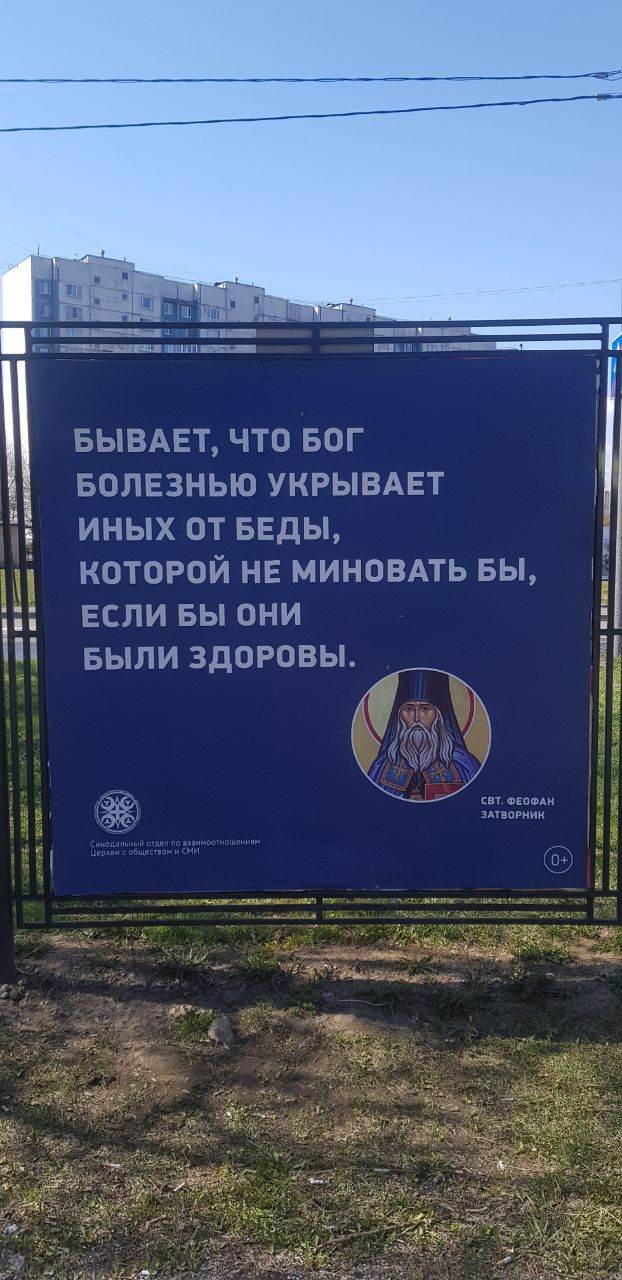 БЫВАЕТ, ЧТО БОГ
БОЛЕЗНЬЮ УКРЫВАЕТ
ИНЫХ ОТ БЕДЫ,
КОТОРОЙ НЕ МИНОВАТЬ БЫ,
ЕСЛИ БЫ ОНИ
БЫЛИ ЗДОРОВЫ.
СВТ. ФЕОФАН
ЗАТВОРНИК
Синодальный отдел по взаимоотношениям
Церкви с обществом и СМИ
0+